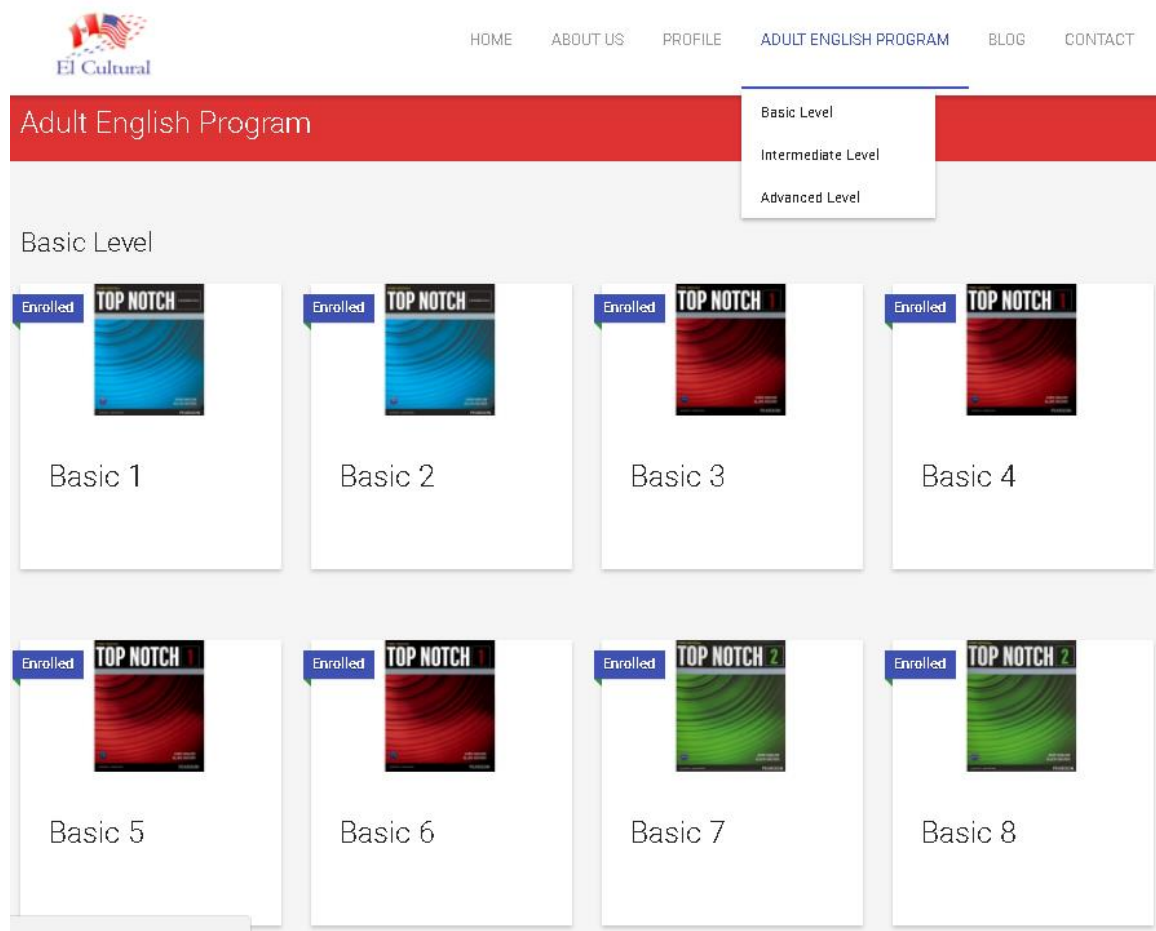 El Cultural
HOME ABOUT US PROFILE ADULT ENGLISH PROGRAM BLOG CONTACT
Adult English Program
Basic Level
Intermediate Level
Advanced Level
Basic Level
Enrolled TOP NOTCH
Enrolled TOP NOTCH
Enrolled TOP NOTCH 1
Enrolled TOP NOTCH 1
Basic 1
Basic 2
Basic 3
Basic 4
Enrolled TOP NOTCH 1
Enrolled TOP NOTCH 1
Enrolled TOP NOTCH 2
Enrolled TOP NOTCH 2
Basic 5
Basic 6
Basic 7
Basic 8